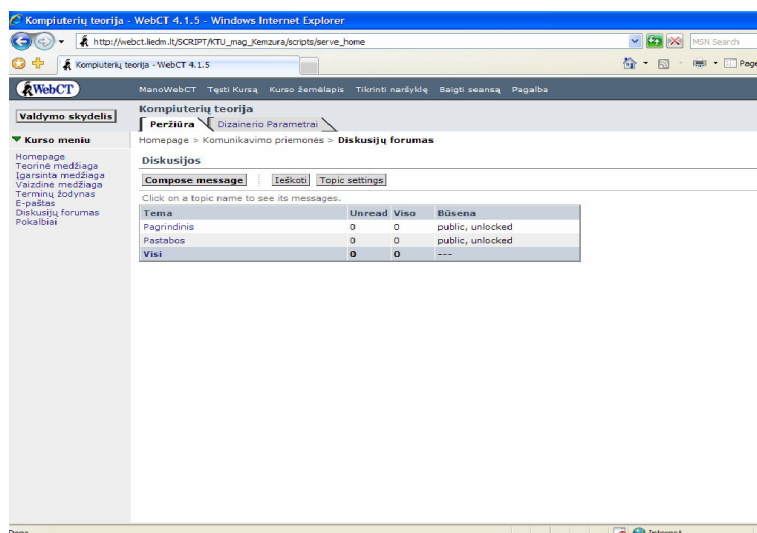 Kompiuterių teorija - WebCT 4.1.5 - Windows Internet Explorer
http://webct.liedm.lt/SCRIPT/KTU_mag_Kemzura/scripts/serve_home
MSN Search
Kompiuterių teorija - WebCT 4.1.5
Page
WebCT
ManoWebCT Tęsti Kursą Kurso žemėlapis Tikrinti naršyklę Baigti seansą Pagalba
Valdymo skydelis
Kompiuterių teorija
Peržiūra Dizainerio Parametrai
Kurso meniu
Homepage > Komunikavimo priemonės > Diskusijų forumas
Homepage
Teorinė medžiaga
Įgarsinta medžiaga
Vaizdinė medžiaga
Terminų žodynas
E-paštas
Diskusijų forumas
Pokalbiai
Diskusijos
Compose message Ieškoti Topic settings
Click on a topic name to see its messages.
Tema Unread Viso Būsena
Pagrindinis 0 0 public, unlocked
Pastabos 0 0 public, unlocked
Visi 0 0 ---
Internet